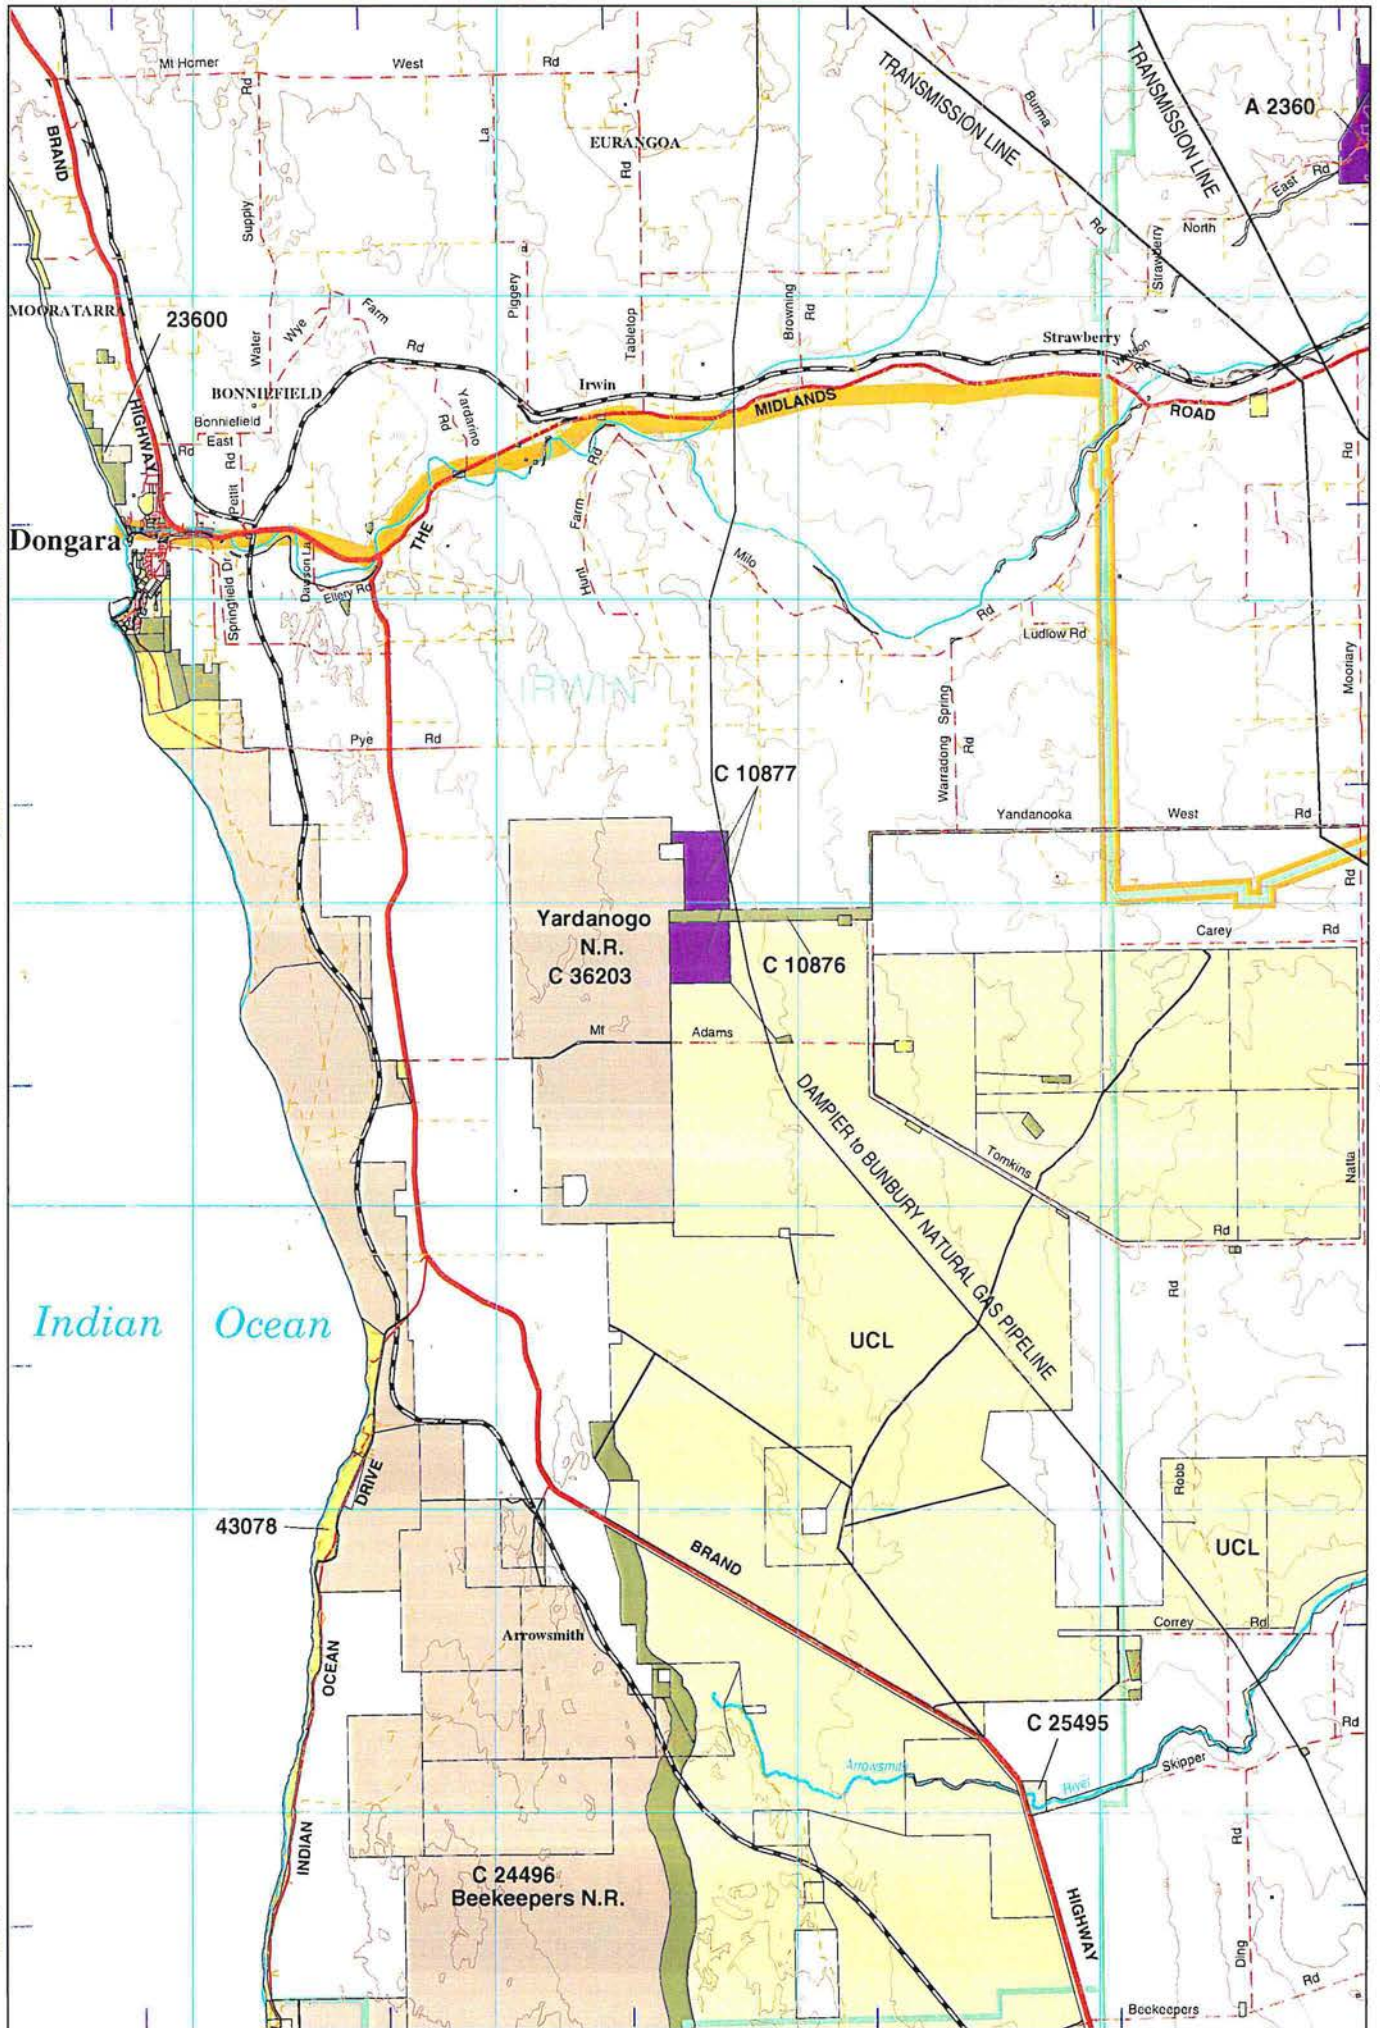 Mt Horner West Rd
BRAND
Rd
La
EURANGOA
Rd
TRANSMISSION LINE
TRANSMISSION LINE
Burma
Rd
A 2360
East Rd
North
Supply
Strawberry
MOORATARRA
23600
Water
Wye
Farm
Rd
Piggery
Tabletop
Browning
Rd
Strawberry
BONNIEFIELD
Irwin
MIDLANDS
ROAD
Rd
HIGHWAY
Bonniefield
East
Rd
Rd
Yardarino
Rd
Pettit
Rd
Farm
Hunt
Dongara
THE
Springfield Dr
Dawson La
Ellery Rd
Milo
Rd
Ludlow Rd
IRWIN
Mooriary
Pye Rd
Warradong Spring
Rd
C 10877
Yandanooka West Rd
Rd
Yardanogo
N.R.
C 36203
C 10876
Carey Rd
Mt Adams
DAMPIER to BUNBURY NATURAL GAS PIPELINE
Tomkins
Rd
Natta
Rd
Indian Ocean
UCL
DRIVE
43078
BRAND
Robb
UCL
Correy Rd
Arrowsmith
OCEAN
C 25495
Arrowsmith
River
Skipper
Rd
INDIAN
C 24496
Beekeepers N.R.
HIGHWAY
Rd
Ding
Rd
Beekeepers